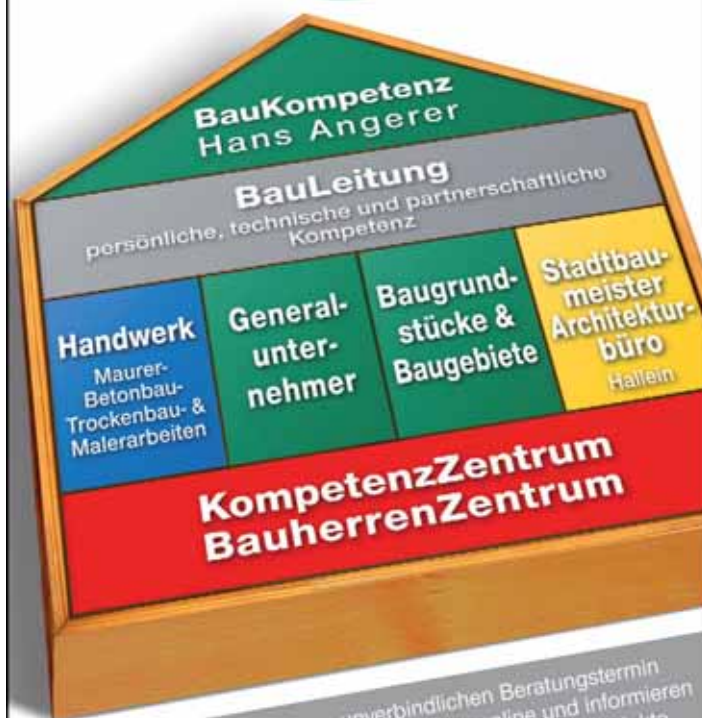 BauKompetenz
Hans Angerer
BauLeitung
persönliche, technische und partnerschaftliche
Kompetenz
Handwerk
Maurer-
Betonbau-
Trockenbau- &
Malerarbeiten
General-
unter-
nehmer
Baugrund-
stücke &
Baugebiete
Stadtbau-
meister
Architektur-
büro
Hallein
KompetenzZentrum
BauherrenZentrum
unverbindlichen Beratungstermin
online und informieren